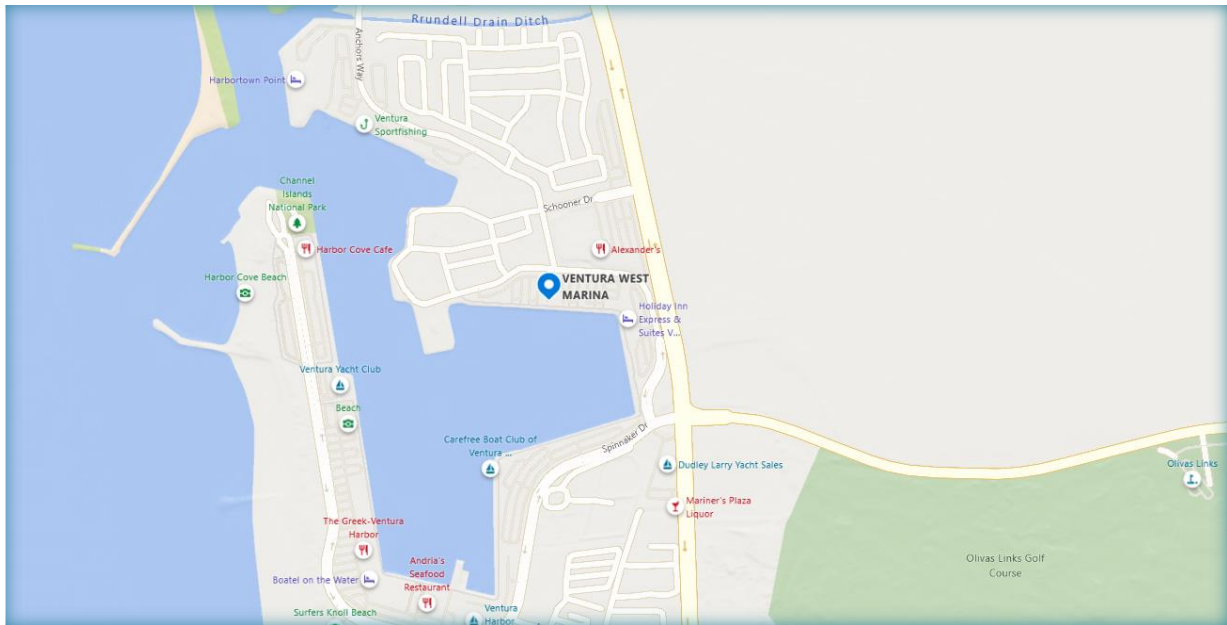 Rrundell Drain Ditch
Anchors Way
Harbortown Point
Ventura
Sportfishing
Channel
Islands
National Park
Schooner Dr
Harbor Cove Cafe
Alexander's
Harbor Cove Beach
VENTURA WEST
MARINA
Holiday Inn
Express &
Suites V...
Ventura Yacht Club
Beach
Carefree Boat Club of
Ventura ...
Spinnaker Dr
Dudley Larry Yacht Sales
Olivas Links
Mariner's Plaza
Liquor
The Greek-Ventura
Harbor
Andria's
Seafood
Restaurant
Boatel on the Water
Olivas Links Golf
Course
Surfers Knoll Beach
Ventura
Harbor